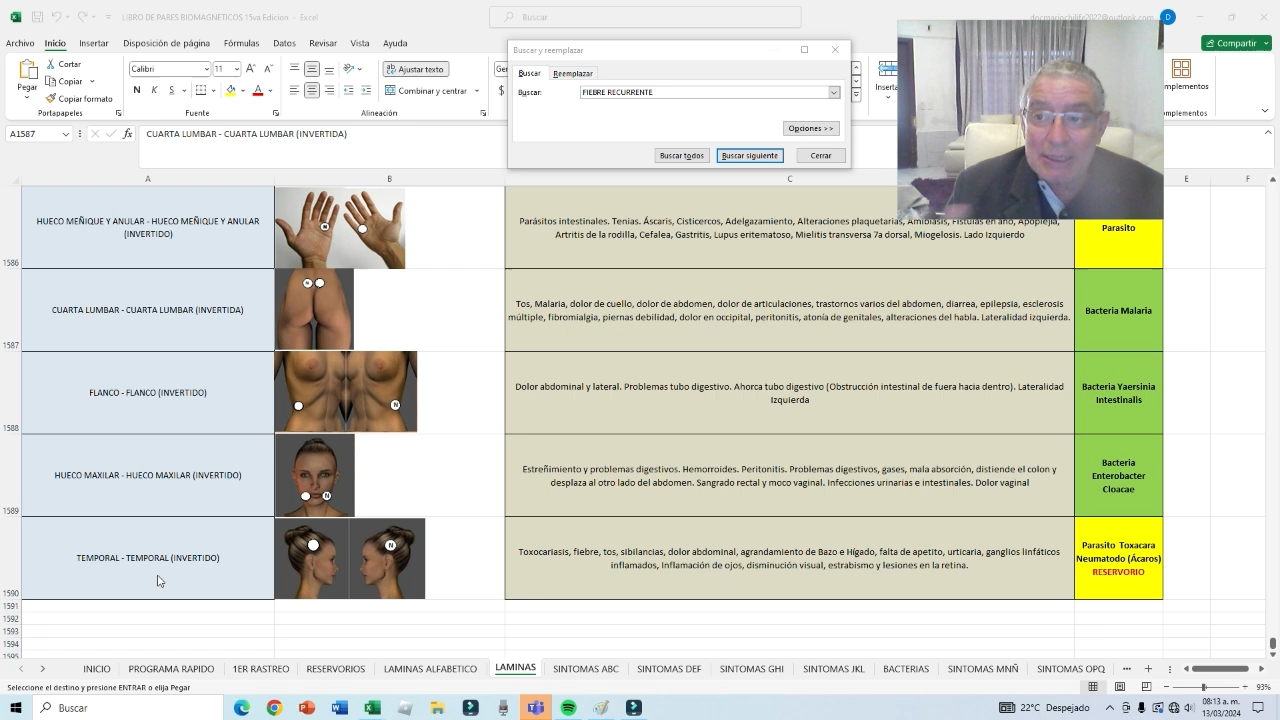 LIBRO DE PARES BIOMAGNETICOS 15va Edicion - Excel
Buscar
docmariochilife2022@outlook.com
D
Archivo Inicio Insertar Disposición de página Fórmulas Datos Revisar Vista Ayuda
Compartir
Pegar
Cortar
Copiar
Copiar formato
Portapapeles
Calibri 11
N K S
Fuente
Ajustar texto
Combinar y centrar
Alineación
Buscar y reemplazar
Buscar Reemplazar
Buscar: FIEBRE RECURRENTE
Opciones >>
Buscar todos Buscar siguiente Cerrar
A1587 CUARTA LUMBAR - CUARTA LUMBAR (INVERTIDA)
A B C E F
1586
HUECO MEÑIQUE Y ANULAR - HUECO MEÑIQUE Y ANULAR
(INVERTIDO)
N
Parásitos intestinales. Tenias. Áscaris, Cisticercos, Adelgazamiento, Alteraciones plaquetarias, Amibiasis, Fístulas en ano, Apoplejía,
Artritis de la rodilla, Cefalea, Gastritis, Lupus eritematoso, Mielitis transversa 7a dorsal, Miogelosis. Lado Izquierdo
Parasito
1587
CUARTA LUMBAR - CUARTA LUMBAR (INVERTIDA)
N
Tos, Malaria, dolor de cuello, dolor de abdomen, dolor de articulaciones, trastornos varios del abdomen, diarrea, epilepsia, esclerosis
múltiple, fibromialgia, piernas debilidad, dolor en occipital, peritonitis, atonía de genitales, alteraciones del habla. Lateralidad izquierda.
Bacteria Malaria
1588
FLANCO - FLANCO (INVERTIDO)
N
Dolor abdominal y lateral. Problemas tubo digestivo. Ahorca tubo digestivo (Obstrucción intestinal de fuera hacia dentro). Lateralidad
Izquierda
Bacteria Yaersinia
Intestinalis
1589
HUECO MAXILAR - HUECO MAXILAR (INVERTIDO)
N
Estreñimiento y problemas digestivos. Hemorroides. Peritonitis. Problemas digestivos, gases, mala absorción, distiende el colon y
desplaza al otro lado del abdomen. Sangrado rectal y moco vaginal. Infecciones urinarias e intestinales. Dolor vaginal
Bacteria
Enterobacter
Cloacae
1590
TEMPORAL - TEMPORAL (INVERTIDO)
N
Toxocariasis, fiebre, tos, sibilancias, dolor abdominal, agrandamiento de Bazo e Hígado, falta de apetito, urticaria, ganglios linfáticos
inflamados, Inflamación de ojos, disminución visual, estrabismo y lesiones en la retina.
Parasito Toxacara
Neumatodo (Ácaros)
RESERVORIO
1591
1592
1593
1594
INICIO PROGRAMA RAPIDO 1ER RASTREO RESERVORIOS LAMINAS ALFABETICO LAMINAS SINTOMAS ABC SINTOMAS DEF SINTOMAS GHI SINTOMAS JKL BACTERIAS SINTOMAS MNÑ SINTOMAS OPQ
Seleccione el destino y presione ENTRAR o elija Pegar
93%
Buscar
22°C Despejado
08:13 a. m.
13/03/2024